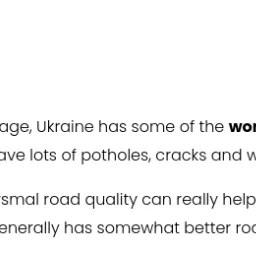 age, Ukraine has some of the wor
ave lots of potholes, cracks and w
smal road quality can really help
enerally has somewhat better roa